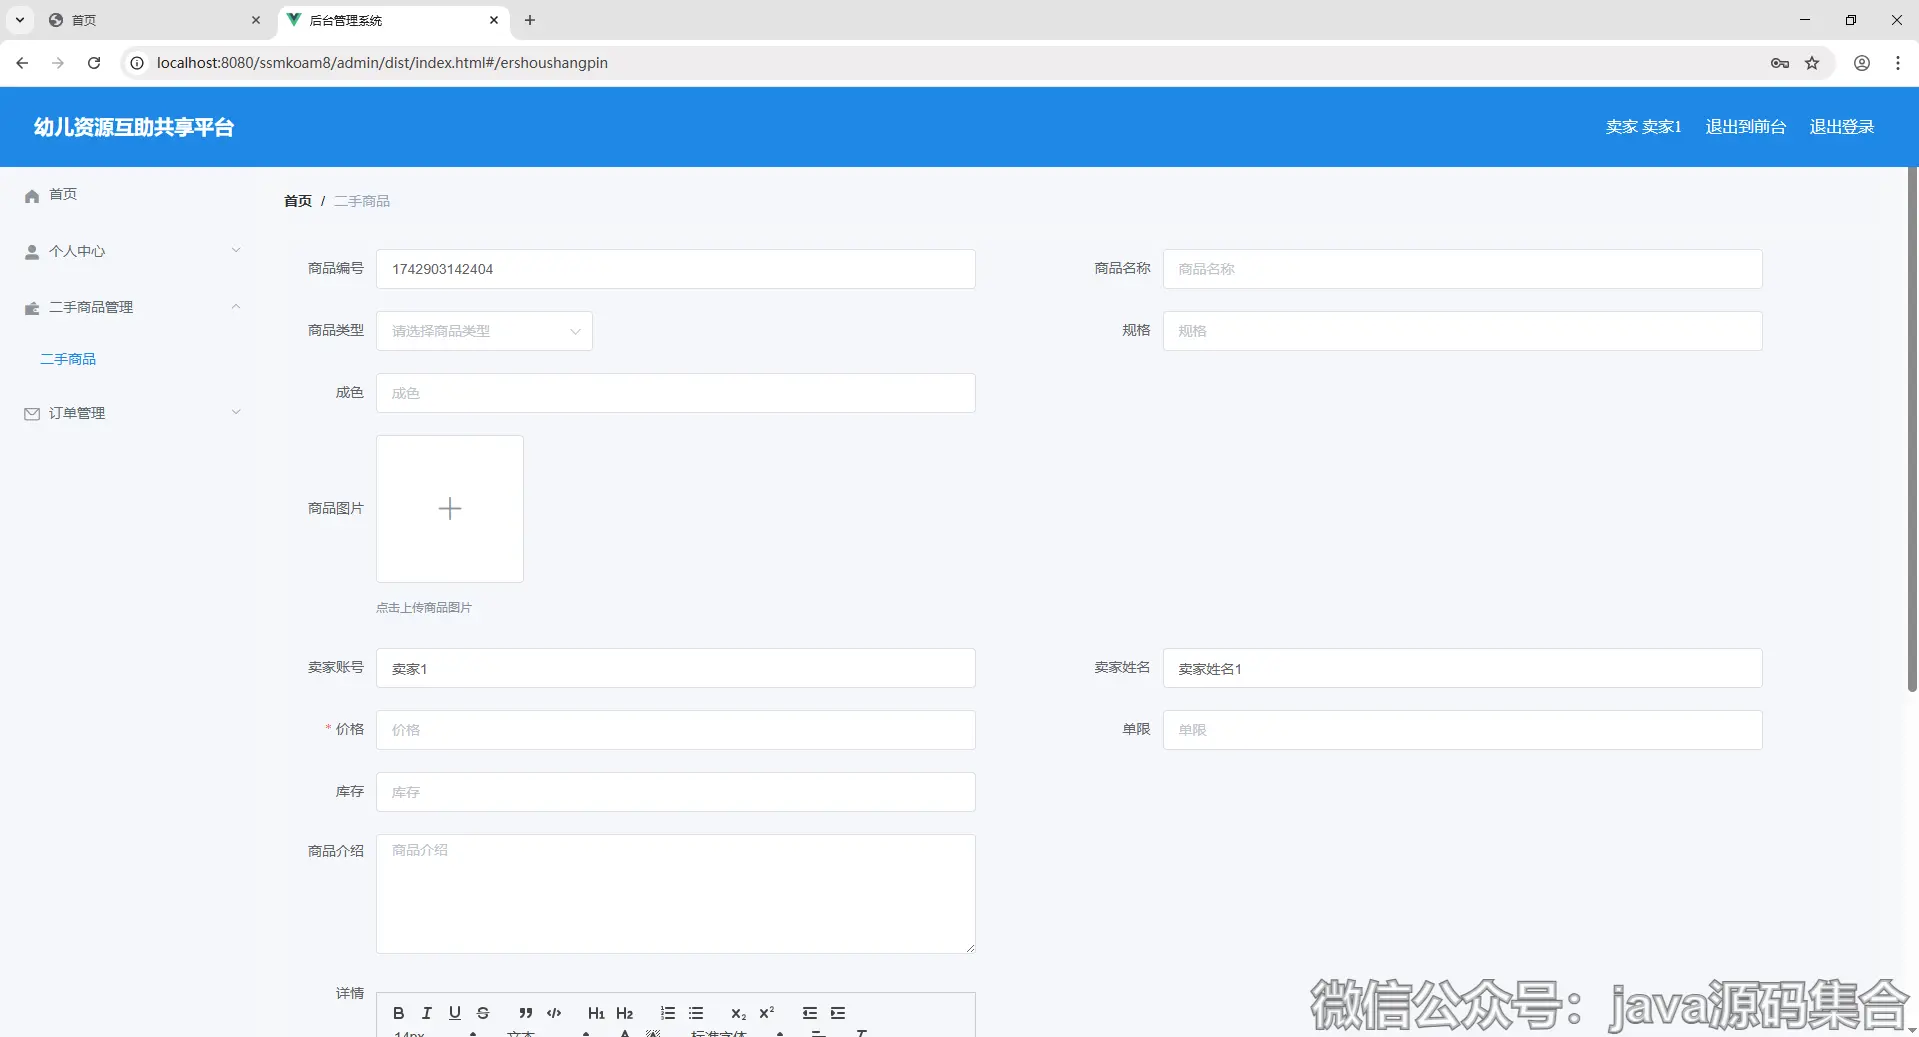 首页
后台管理系统
localhost:8080/ssmkoam8/admin/dist/index.html#/ershoushangpin
幼儿资源互助共享平台
卖家 卖家1 退出到前台 退出登录
首页
个人中心
二手商品管理
二手商品
订单管理
首页 / 二手商品
商品编号 1742903142404
商品名称 商品名称
商品类型 请选择商品类型
规格 规格
成色 成色
商品图片
点击上传商品图片
卖家账号 卖家1
卖家姓名 卖家姓名1
* 价格 价格
单限 单限
库存 库存
商品介绍 商品介绍
详情
B I U S H1 H2 X2 X2
14px 文本 标准字体
微信公众号：java源码集合